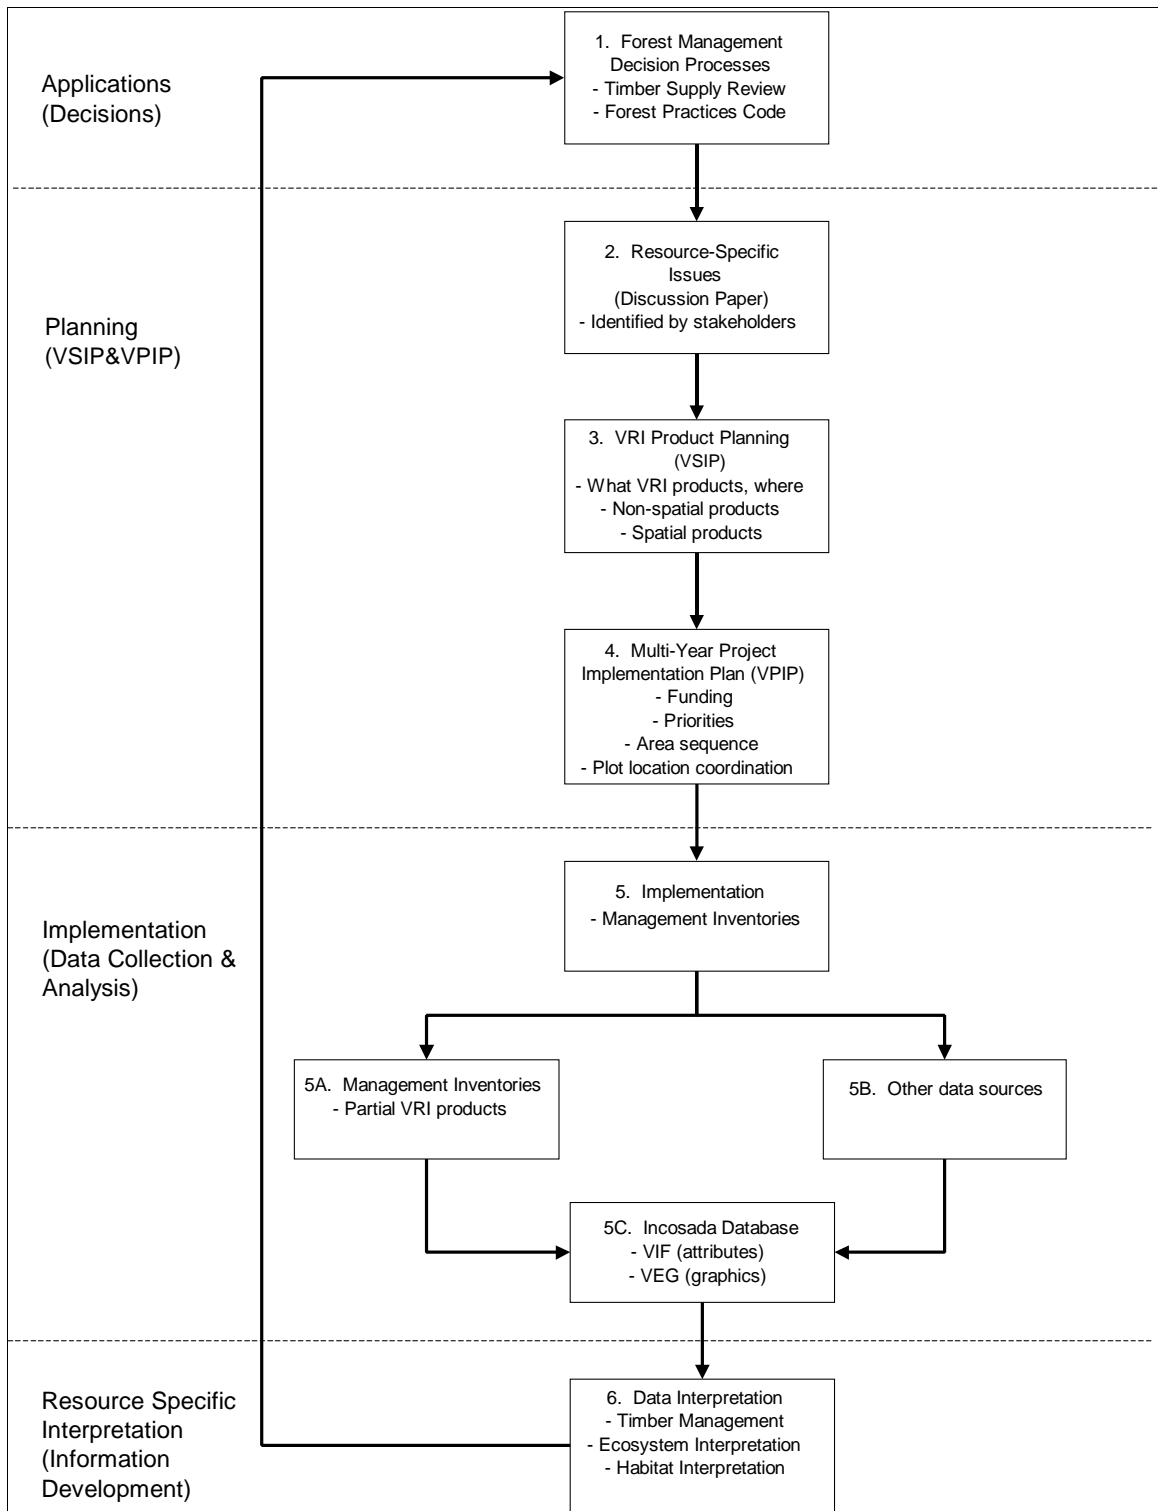 Applications
(Decisions)
1. Forest Management
Decision Processes
- Timber Supply Review
- Forest Practices Code
Planning
(VSIP&VPIP)
2. Resource-Specific
Issues
(Discussion Paper)
- Identified by stakeholders
3. VRI Product Planning
(VSIP)
- What VRI products, where
- Non-spatial products
- Spatial products
4. Multi-Year Project
Implementation Plan (VPIP)
- Funding
- Priorities
- Area sequence
- Plot location coordination
Implementation
(Data Collection &
Analysis)
5. Implementation
- Management Inventories
5A. Management Inventories
- Partial VRI products
5B. Other data sources
5C. Incosada Database
- VIF (attributes)
- VEG (graphics)
Resource Specific
Interpretation
(Information
Development)
6. Data Interpretation
- Timber Management
- Ecosystem Interpretation
- Habitat Interpretation